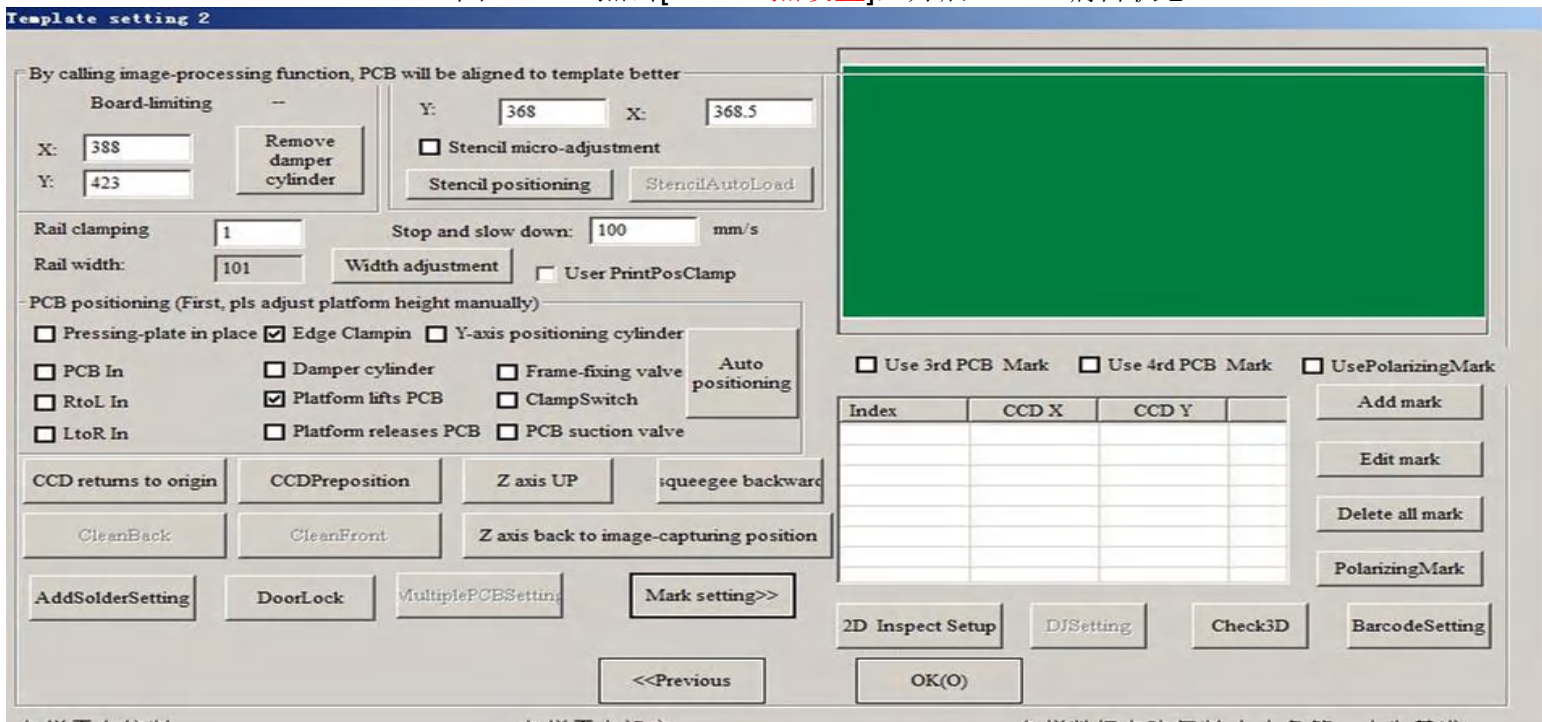 Template setting 2
By calling image-processing function, PCB will be aligned to template better
Board-limiting --
X: 388
Y: 423
Remove damper cylinder
Y: 368 X: 368.5
Stencil micro-adjustment
Stencil positioning StencilAutoLoad
Rail clamping 1 Stop and slow down: 100 mm/s
Rail width: 101 Width adjustment User PrintPosClamp
PCB positioning (First, pls adjust platform height manually)
Pressing-plate in place Edge Clampin Y-axis positioning cylinder
PCB In Damper cylinder Frame-fixing valve
RtoL In Platform lifts PCB ClampSwitch
LtoR In Platform releases PCB PCB suction valve
Auto positioning
CCD returns to origin CCDPreposition Z axis UP squeegee backward
CleanBack CleanFront Z axis back to image-capturing position
AddSolderSetting DoorLock MultiplePCBSetting Mark setting>>
Use 3rd PCB Mark Use 4rd PCB Mark UsePolarizingMark
Index CCD X CCD Y
Add mark
Edit mark
Delete all mark
PolarizingMark
2D Inspect Setup DJSetting Check3D BarcodeSetting
<<Previous OK(O)